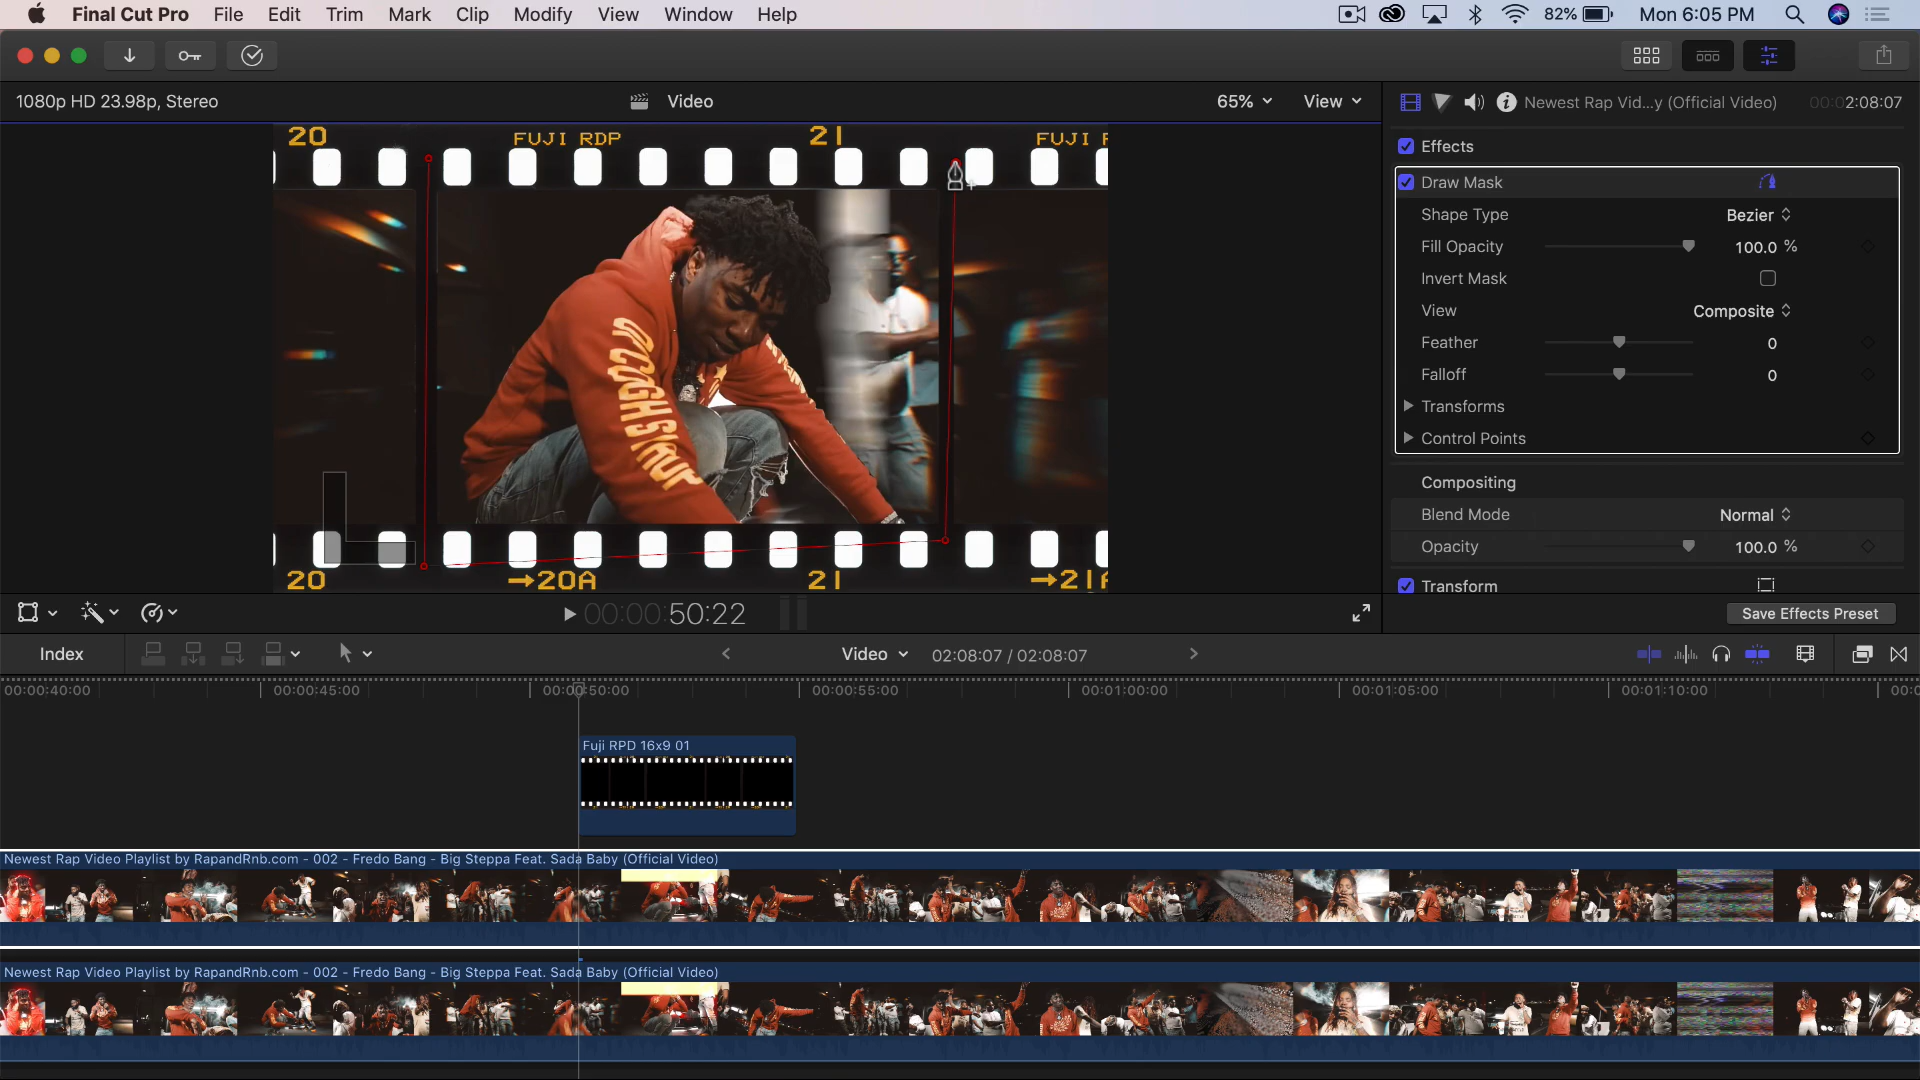 Final Cut Pro File Edit Trim Mark Clip Modify View Window Help 82% Mon 6:05 PM
1080p HD 23.98p, Stereo Video 65% View Newest Rap Vid...y (Official Video) 00:02:08:07
20 FUJI RDP 21 FUJI
Effects
Draw Mask
Shape Type Bezier
Fill Opacity 100.0 %
Invert Mask
View Composite
Feather 0
Falloff 0
Transforms
Control Points
Compositing
Blend Mode Normal
Opacity 100.0 %
Transform
20 →20A 21 →21A
00:00:50:22
Save Effects Preset
Index Video 02:08:07 / 02:08:07
00:00:40:00 00:00:45:00 00:00:50:00 00:00:55:00 00:01:00:00 00:01:05:00 00:01:10:00
Fuji RPD 16x9 01
Newest Rap Video Playlist by RapandRnb.com - 002 - Fredo Bang - Big Steppa Feat. Sada Baby (Official Video)
Newest Rap Video Playlist by RapandRnb.com - 002 - Fredo Bang - Big Steppa Feat. Sada Baby (Official Video)